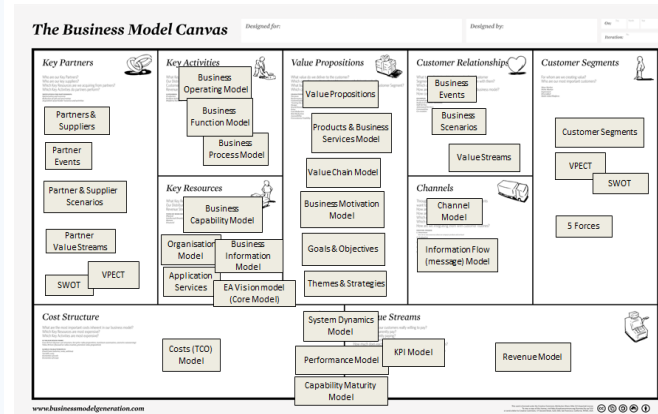 The Business Model Canvas
Designed for:
Designed by:
On:
Iteration:
Key Partners
Partners &
Suppliers
Partner
Events
Partner & Supplier
Scenarios
Partner
Value Streams
SWOT
VPECT
Key Activities
Business
Operating Model
Business
Function Model
Business
Process Model
Key Resources
Business
Capability Model
Organisation
Model
Business
Information
Model
Application
Services
EA Vision model
(Core Model)
Value Propositions
Value Propositions
Products & Business
Services Model
Value Chain Model
Business Motivation
Model
Goals & Objectives
Themes & Strategies
Customer Relationships
Business
Events
Business
Scenarios
Value Streams
Channels
Channel
Model
Information Flow
(message) Model
Customer Segments
Customer Segments
VPECT
SWOT
5 Forces
Cost Structure
Costs (TCO)
Model
System Dynamics
Model
Performance Model
Capability Maturity
Model
ue Streams
KPI Model
Revenue Model
www.businessmodelgeneration.com